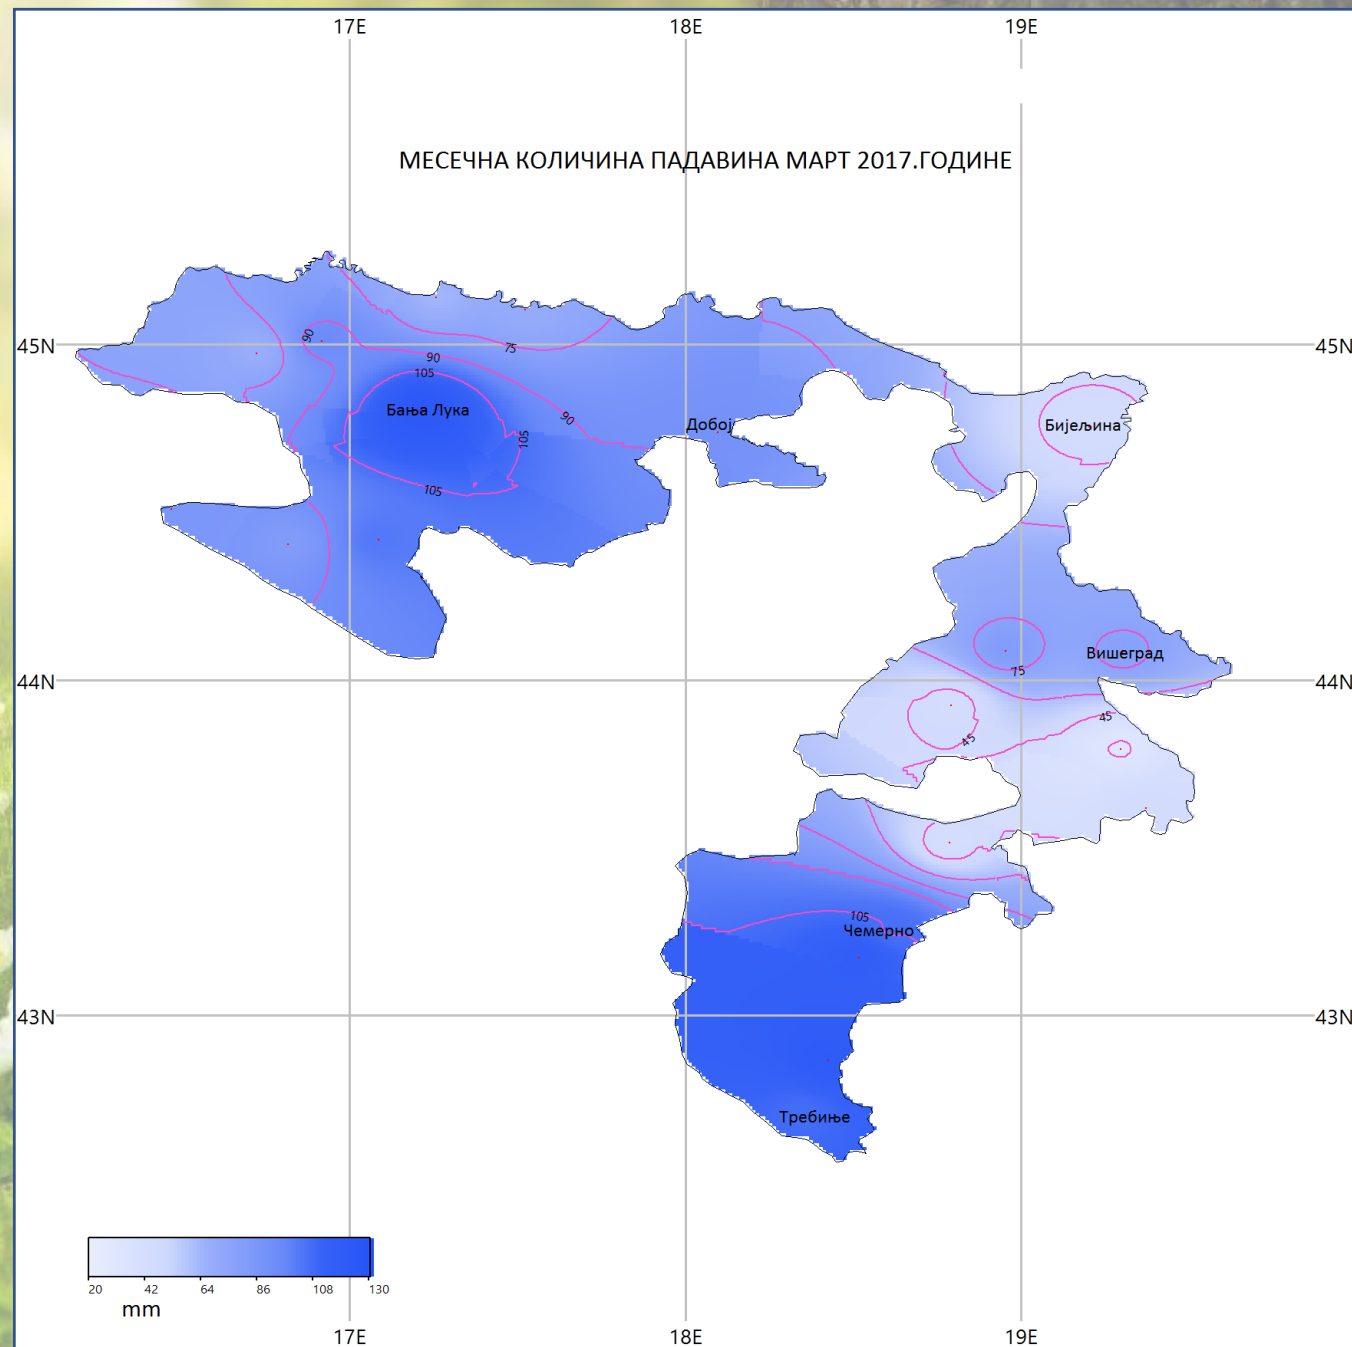 17E 18E 19E
МЕСЕЧНА КОЛИЧИНА ПАДАВИНА МАРТ 2017.ГОДИНЕ
45N 45N
90
75
90
105
Бања Лука
90
105
Добој
Бијељина
105
Вишеград
75
44N 44N
45
45
105
Чемерно
43N 43N
Требиње
20 42 64 86 108 130
mm
17E 18E 19E